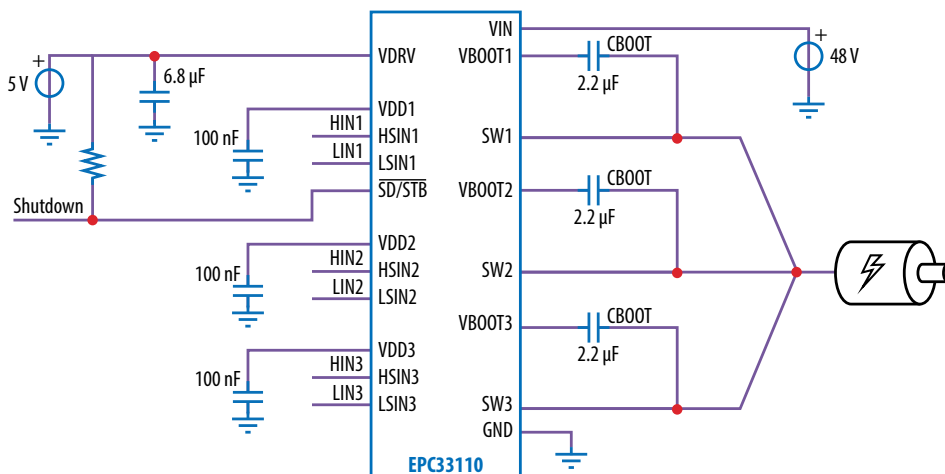 5 V
+
6.8 µF
VDRV
100 nF
VDD1
HIN1
HSIN1
LIN1
LSIN1
SD/STB
Shutdown
100 nF
VDD2
HIN2
HSIN2
LIN2
LSIN2
100 nF
VDD3
HIN3
HSIN3
LIN3
LSIN3
VIN
VBOOT1
CBOOT
2.2 µF
+
48 V
SW1
VBOOT2
CBOOT
2.2 µF
SW2
VBOOT3
CBOOT
2.2 µF
SW3
GND
EPC33110